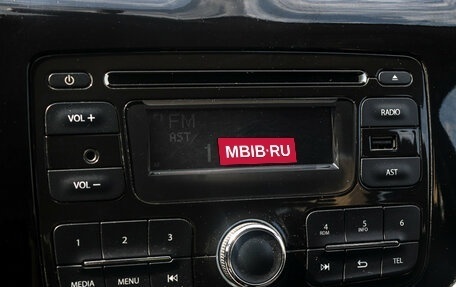 FM
VOL +
RADIO
AST
1
MBIB·RU
VOL –
AST
1 2 3
4 RDM 5 INFO 6
MEDIA MENU
TEL